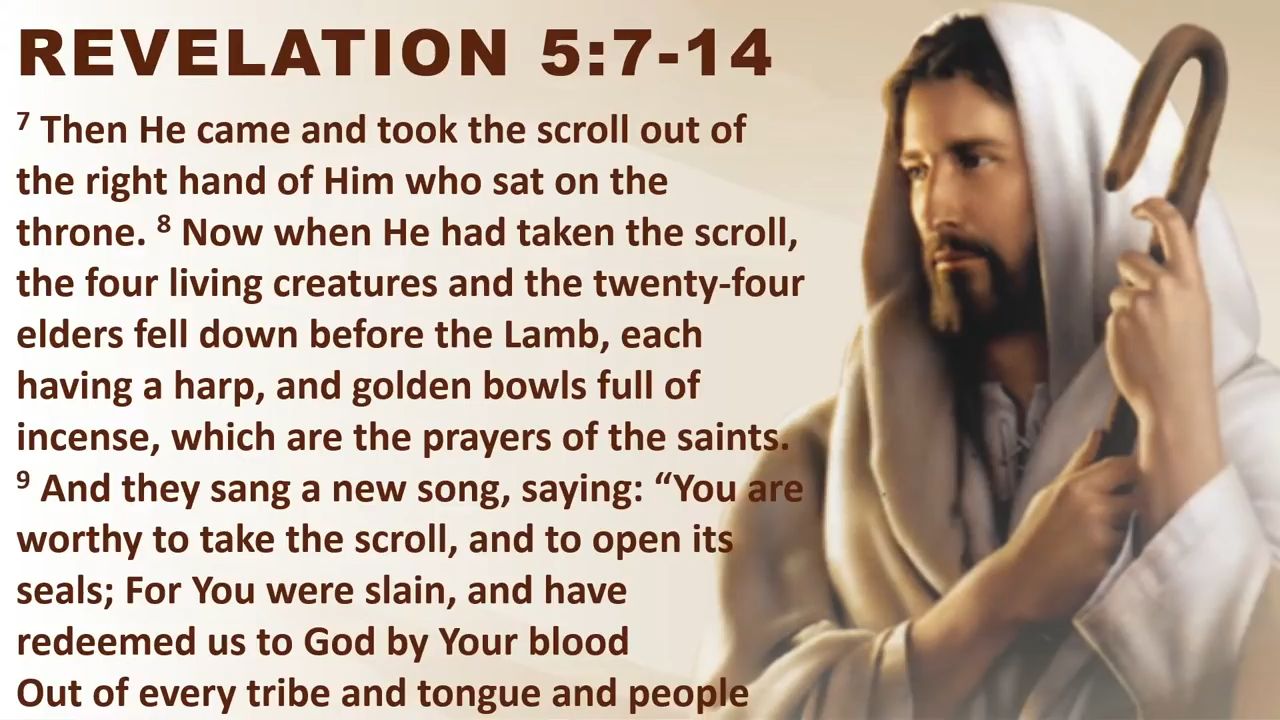 REVELATION 5:7-14
⁷ Then He came and took the scroll out of
the right hand of Him who sat on the
throne. ⁸ Now when He had taken the scroll,
the four living creatures and the twenty-four
elders fell down before the Lamb, each
having a harp, and golden bowls full of
incense, which are the prayers of the saints.
⁹ And they sang a new song, saying: “You are
worthy to take the scroll, and to open its
seals; For You were slain, and have
redeemed us to God by Your blood
Out of every tribe and tongue and people